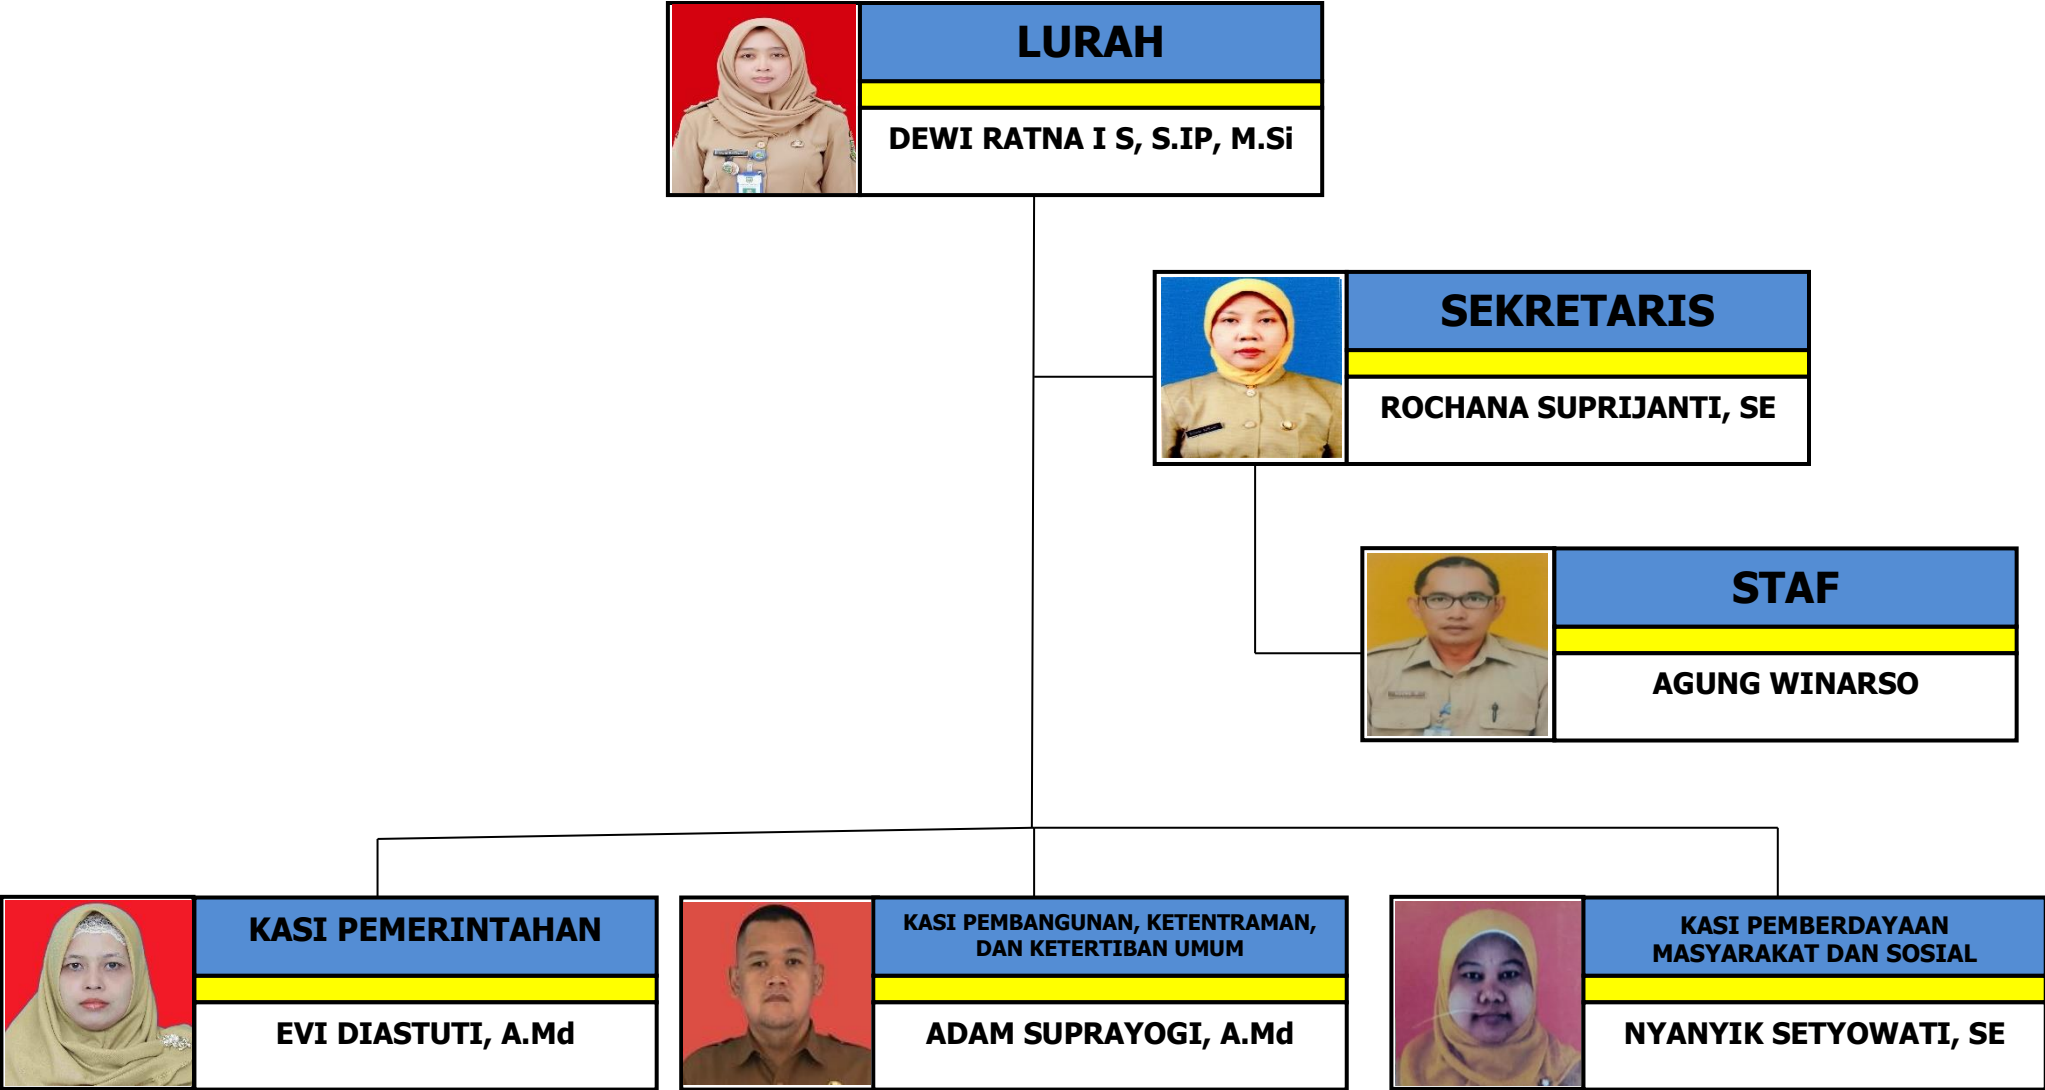 LURAH
DEWI RATNA I S, S.IP, M.Si
SEKRETARIS
ROCHANA SUPRIJANTI, SE
STAF
AGUNG WINARSO
KASI PEMERINTAHAN
EVI DIASTUTI, A.Md
KASI PEMBANGUNAN, KETENTRAMAN,
DAN KETERTIBAN UMUM
ADAM SUPRAYOGI, A.Md
KASI PEMBERDAYAAN
MASYARAKAT DAN SOSIAL
NYANYIK SETYOWATI, SE